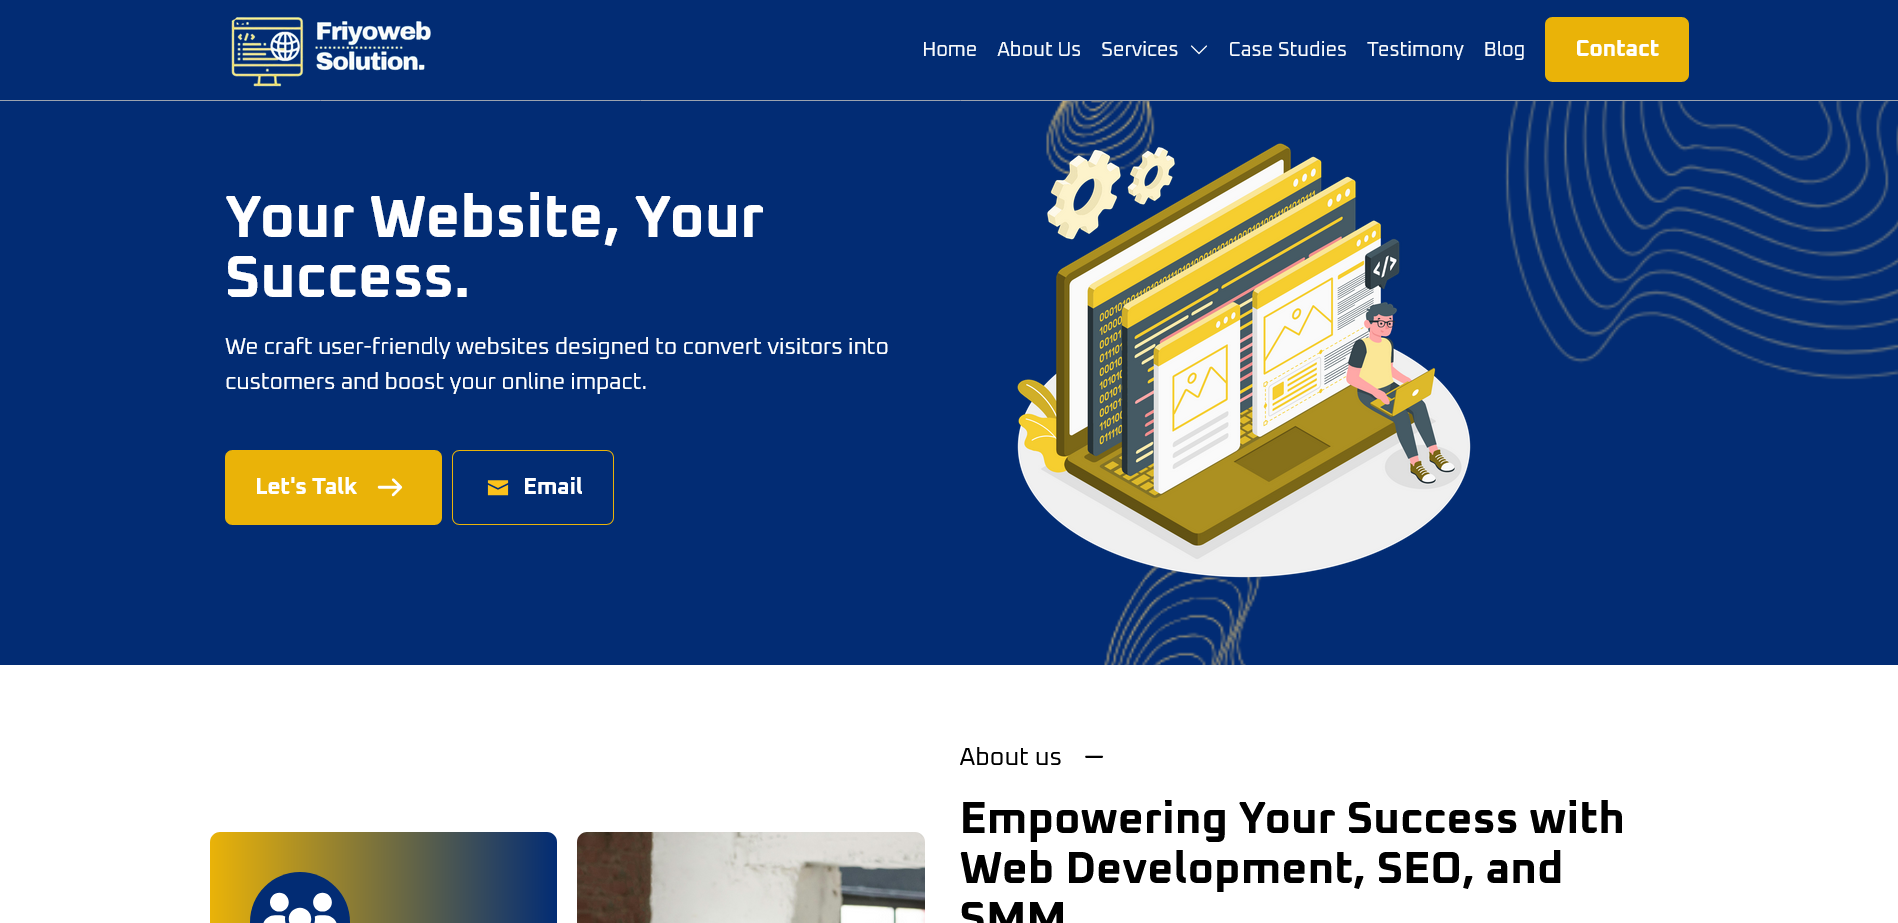 Friyoweb
Solution.
Home
About Us
Services
Case Studies
Testimony
Blog
Contact
Your Website, Your
Success.
We craft user-friendly websites designed to convert visitors into
customers and boost your online impact.
Let's Talk
Email
</>
About us
Empowering Your Success with
Web Development, SEO, and
SMM